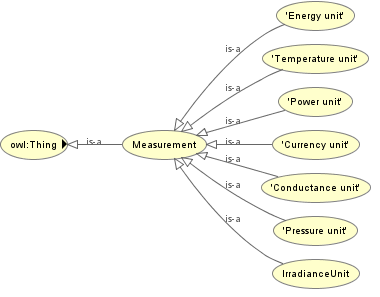 'Energy unit'
is-a
'Temperature unit'
is-a
'Power unit'
is-a
owl:Thing is-a Measurement is-a 'Currency unit'
is-a
'Conductance unit'
is-a
'Pressure unit'
is-a
IrradianceUnit